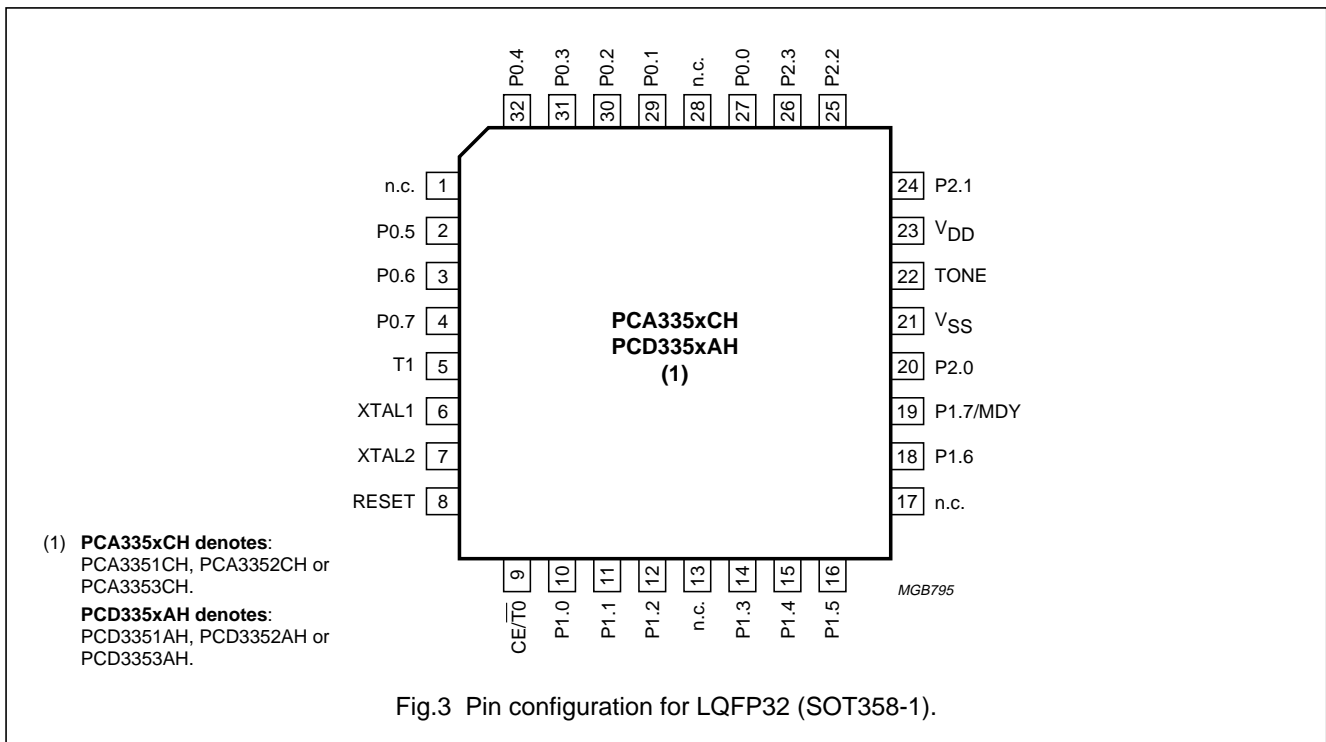 P0.4 P0.3 P0.2 P0.1 n.c. P0.0 P2.3 P2.2
32 31 30 29 28 27 26 25
n.c. 1
P0.5 2
P0.6 3
P0.7 4
T1 5
XTAL1 6
XTAL2 7
RESET 8
PCA335xCH
PCD335xAH
(1)
24 P2.1
23 VDD
22 TONE
21 VSS
20 P2.0
19 P1.7/MDY
18 P1.6
17 n.c.
9 10 11 12 13 14 15 16
CE/T̅0̅ P1.0 P1.1 P1.2 n.c. P1.3 P1.4 P1.5
MGB795
(1) PCA335xCH denotes:
PCA3351CH, PCA3352CH or
PCA3353CH.
PCD335xAH denotes:
PCD3351AH, PCD3352AH or
PCD3353AH.
Fig.3 Pin configuration for LQFP32 (SOT358-1).